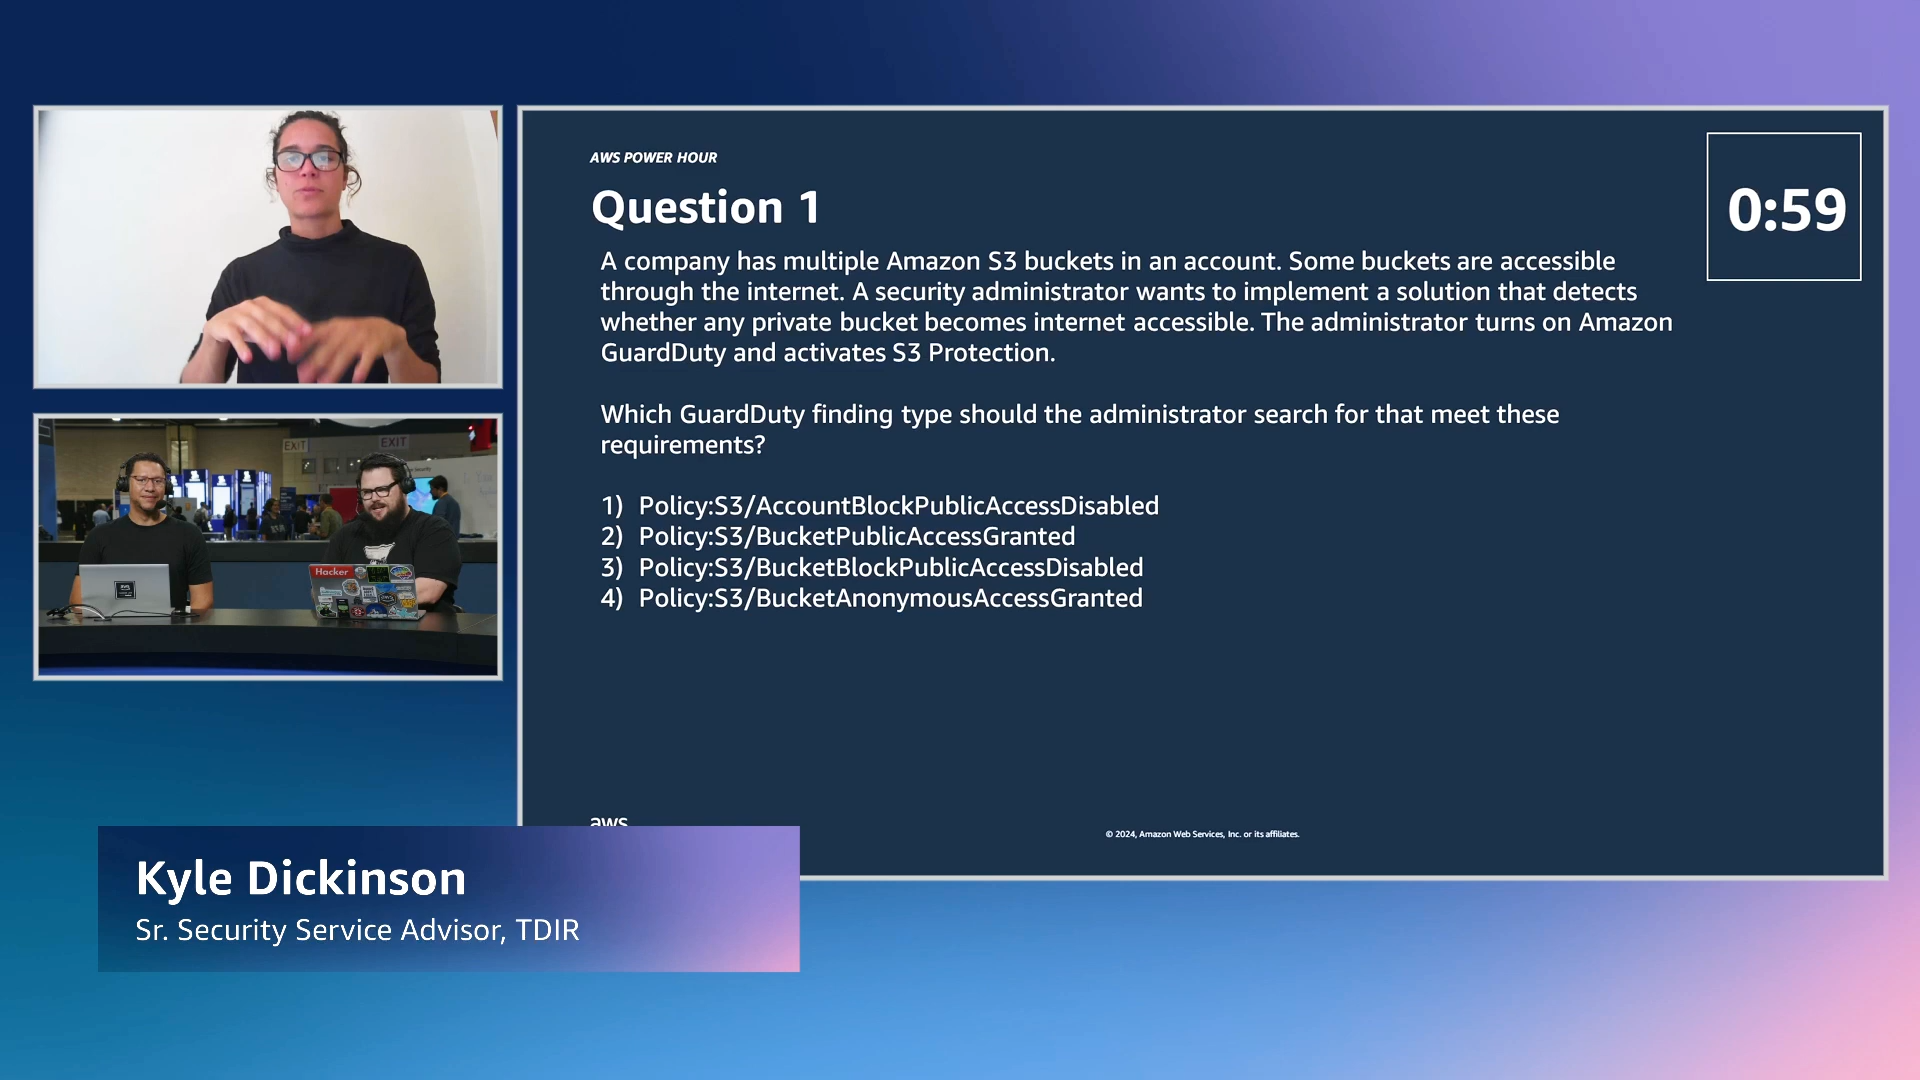 AWS POWER HOUR
Question 1
0:59
A company has multiple Amazon S3 buckets in an account. Some buckets are accessible
through the internet. A security administrator wants to implement a solution that detects
whether any private bucket becomes internet accessible. The administrator turns on Amazon
GuardDuty and activates S3 Protection.
Which GuardDuty finding type should the administrator search for that meet these
requirements?
1) Policy:S3/AccountBlockPublicAccessDisabled
2) Policy:S3/BucketPublicAccessGranted
3) Policy:S3/BucketBlockPublicAccessDisabled
4) Policy:S3/BucketAnonymousAccessGranted
EXIT
EXIT
Hacker
aws
© 2024, Amazon Web Services, Inc. or its affiliates.
Kyle Dickinson
Sr. Security Service Advisor, TDIR